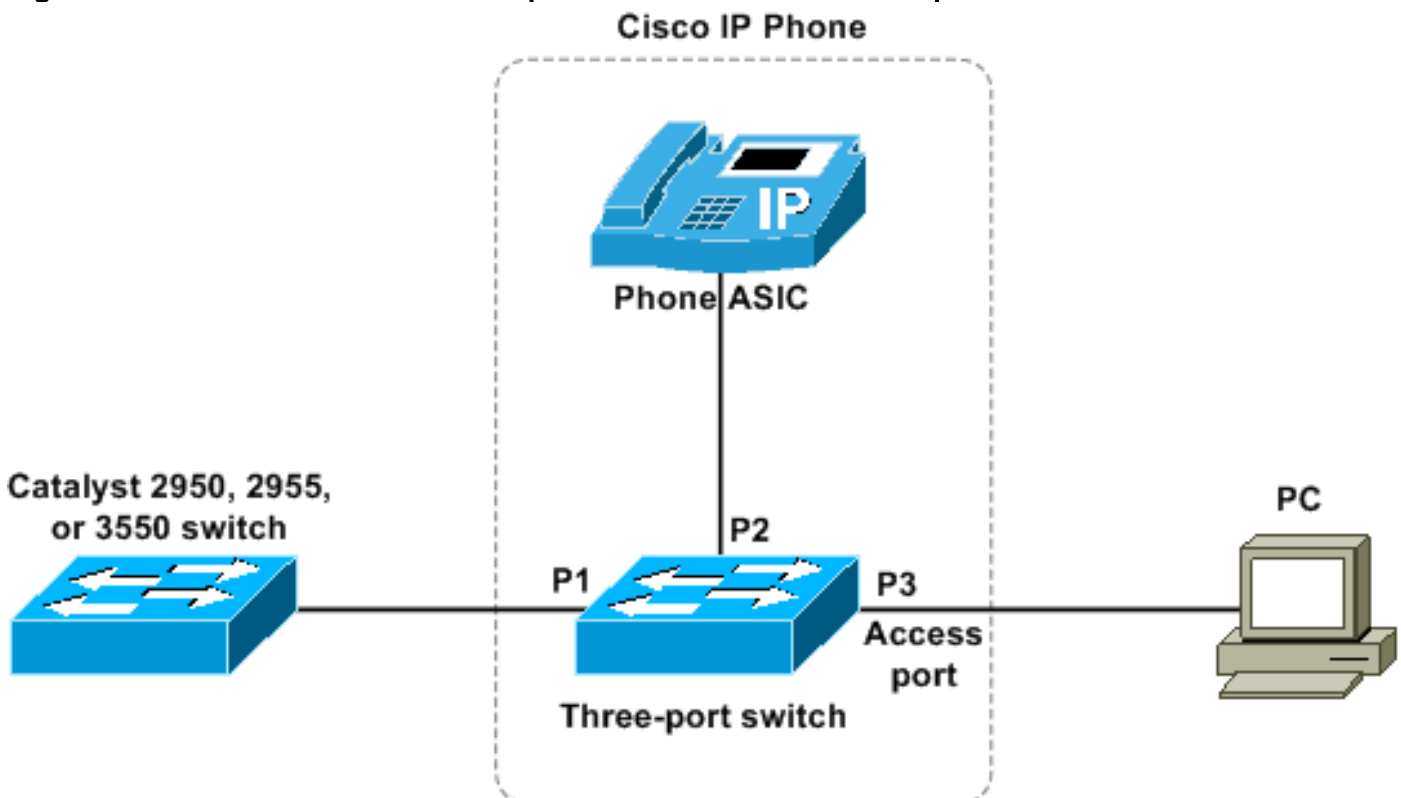 Cisco IP Phone
IP
Phone ASIC
Catalyst 2950, 2955,
or 3550 switch
P2
PC
P1
P3
Access
port
Three-port switch